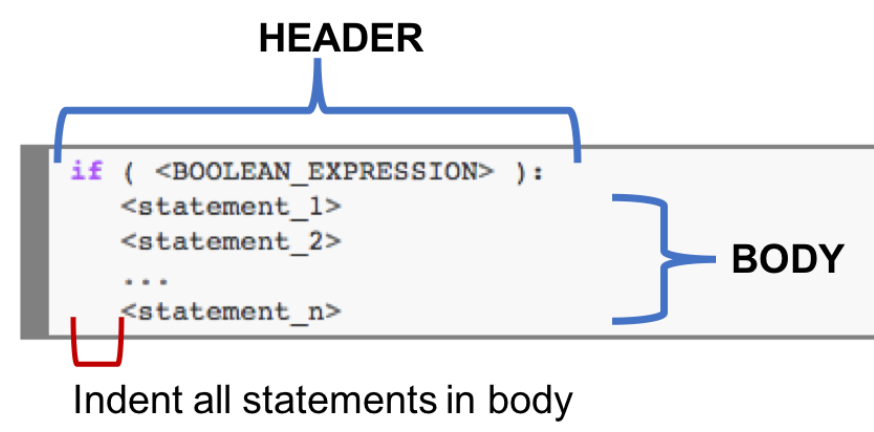 HEADER
if ( <BOOLEAN_EXPRESSION> ):
<statement_1>
<statement_2>
...
<statement_n>
BODY
Indent all statements in body